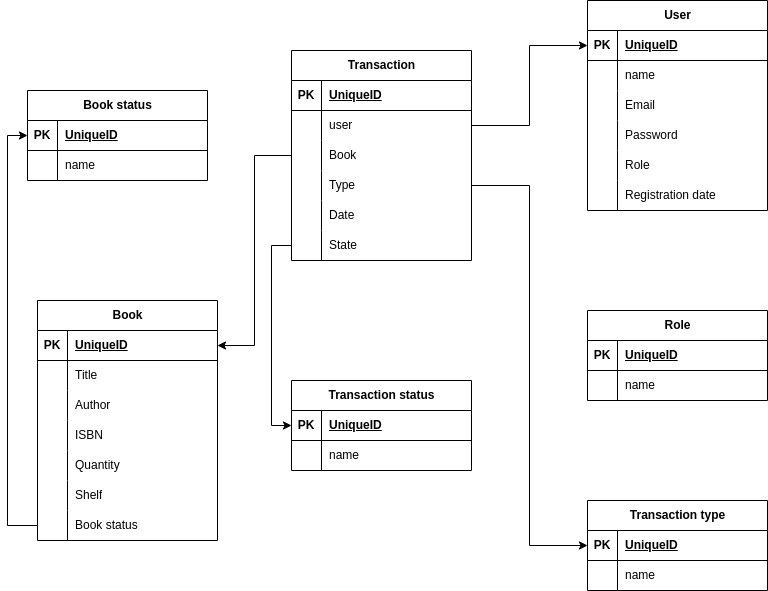 User
PK UniqueID
name
Email
Password
Role
Registration date
Transaction
PK UniqueID
user
Book
Type
Date
State
Book status
PK UniqueID
name
Book
PK UniqueID
Title
Author
ISBN
Quantity
Shelf
Book status
Transaction status
PK UniqueID
name
Role
PK UniqueID
name
Transaction type
PK UniqueID
name